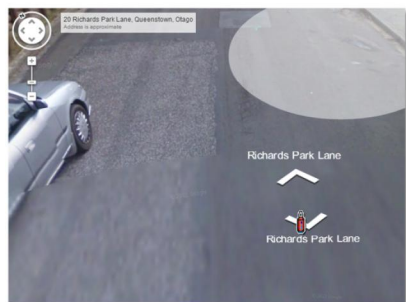 20 Richards Park Lane, Queenstown, Otago
Address is approximate
Richards Park Lane
Richards Park Lane